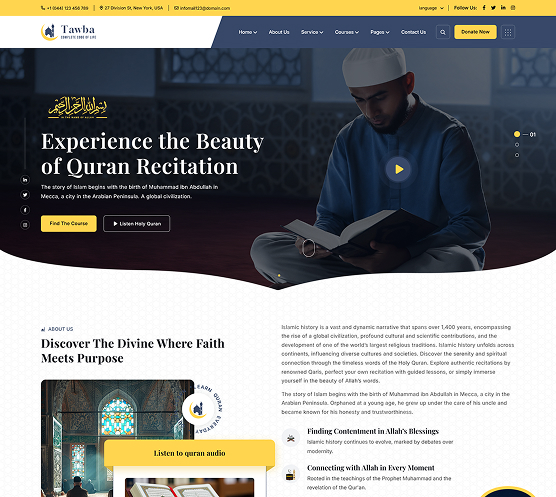 +1 (044) 123 456 789
27 Division St, New York, USA
infomail123@domain.com
language
Follow Us:
Tawba
COMPLETE CODE OF LIFE
Home
About Us
Service
Courses
Pages
Contact Us
Donate Now
بسم الله الرحمن الرحيم
IN THE NAME OF ALLAH
Experience the Beauty
of Quran Recitation
The story of Islam begins with the birth of Muhammad Ibn Abdullah in
Mecca, a city in the Arabian Peninsula. A global civilization.
Find The Course
Listen Holy Quran
01
ABOUT US
Discover The Divine Where Faith
Meets Purpose
Islamic history is a vast and dynamic narrative that spans over 1,400 years, encompassing
the rise of a global civilization, profound cultural and scientific contributions, and the
development of one of the world's largest religious traditions. Islamic history unfolds across
continents, influencing diverse cultures and societies. Discover the serenity and spiritual
connection through the timeless words of the Holy Quran. Explore authentic recitations by
renowned Qaris, perfect your own recitation with guided lessons, or simply immerse
yourself in the beauty of Allah's words.
The story of Islam begins with the birth of Muhammad Ibn Abdullah in Mecca, a city in the
Arabian Peninsula. Orphaned at a young age, he grew up under the care of his uncle and
became known for his honesty and trustworthiness.
EARN QURAN EVERYDAY
Listen to quran audio
Finding Contentment in Allah's Blessings
Islamic history continues to evolve, marked by debates over
modernity.
Connecting with Allah in Every Moment
Rooted in the teachings of the Prophet Muhammad and the
revelation of the Qur'an.